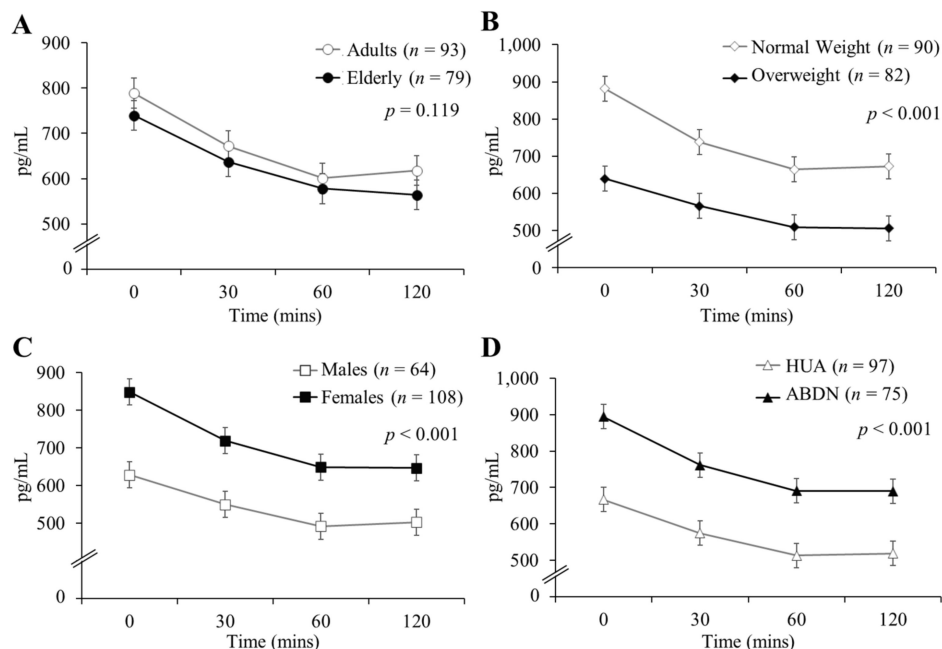 A
900
800
700
600
500
0
pg/mL
Adults (n = 93)
Elderly (n = 79)
p = 0.119
0 30 60 120
Time (mins)
B
1,000
900
800
700
600
500
0
pg/mL
Normal Weight (n = 90)
Overweight (n = 82)
p < 0.001
0 30 60 120
Time (mins)
C
900
800
700
600
500
0
pg/mL
Males (n = 64)
Females (n = 108)
p < 0.001
0 30 60 120
Time (mins)
D
1,000
900
800
700
600
500
0
pg/mL
HUA (n = 97)
ABDN (n = 75)
p < 0.001
0 30 60 120
Time (mins)